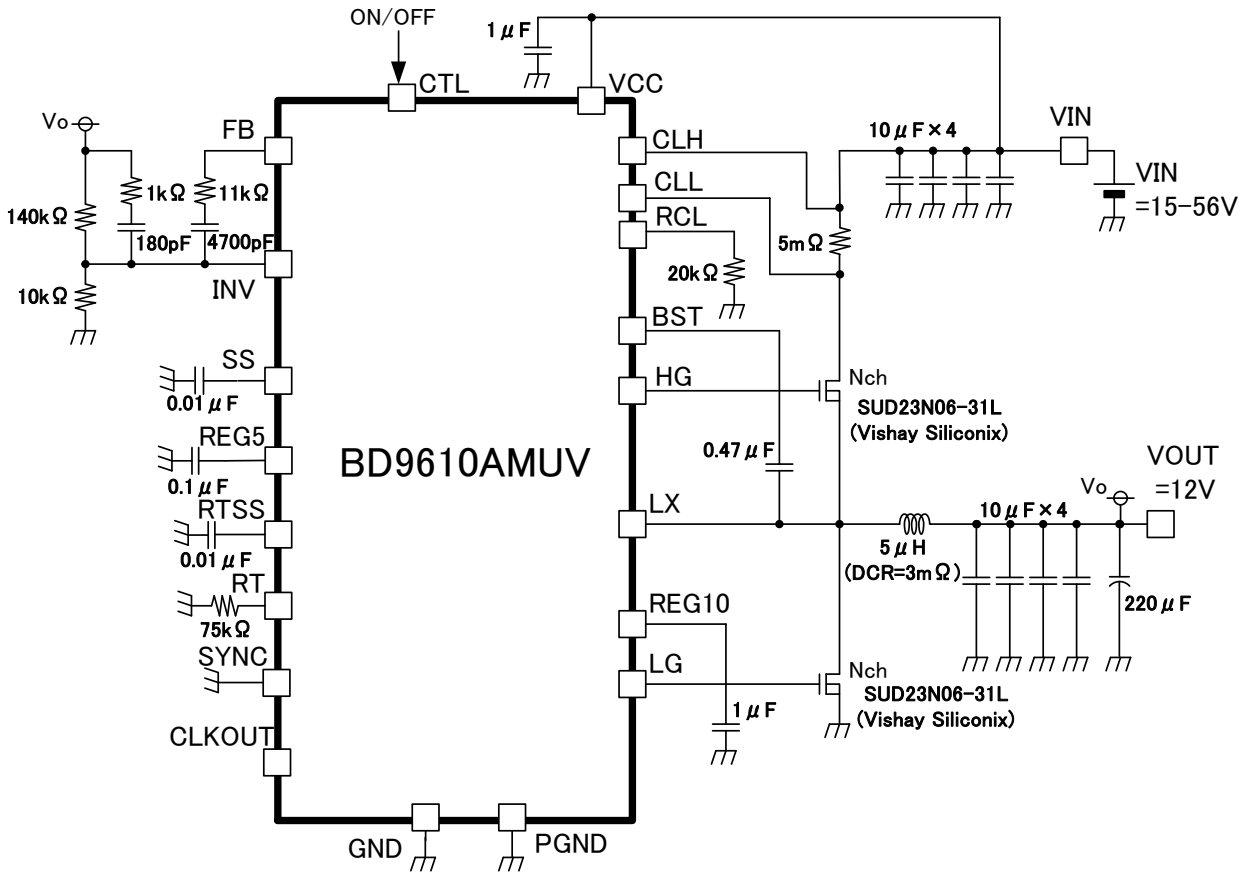 ON/OFF
1μF
CTL
VCC
Vo
FB
1kΩ
11kΩ
140kΩ
180pF
4700pF
10kΩ
INV
SS
0.01μF
REG5
0.1μF
RTSS
0.01μF
RT
75kΩ
SYNC
CLKOUT
GND
PGND
BD9610AMUV
CLH
CLL
RCL
20kΩ
5mΩ
10μF×4
VIN
VIN
=15-56V
BST
HG
Nch
SUD23N06-31L
(Vishay Siliconix)
0.47μF
LX
5μH
(DCR=3mΩ)
10μF×4
Vo
VOUT
=12V
220μF
REG10
LG
1μF
Nch
SUD23N06-31L
(Vishay Siliconix)